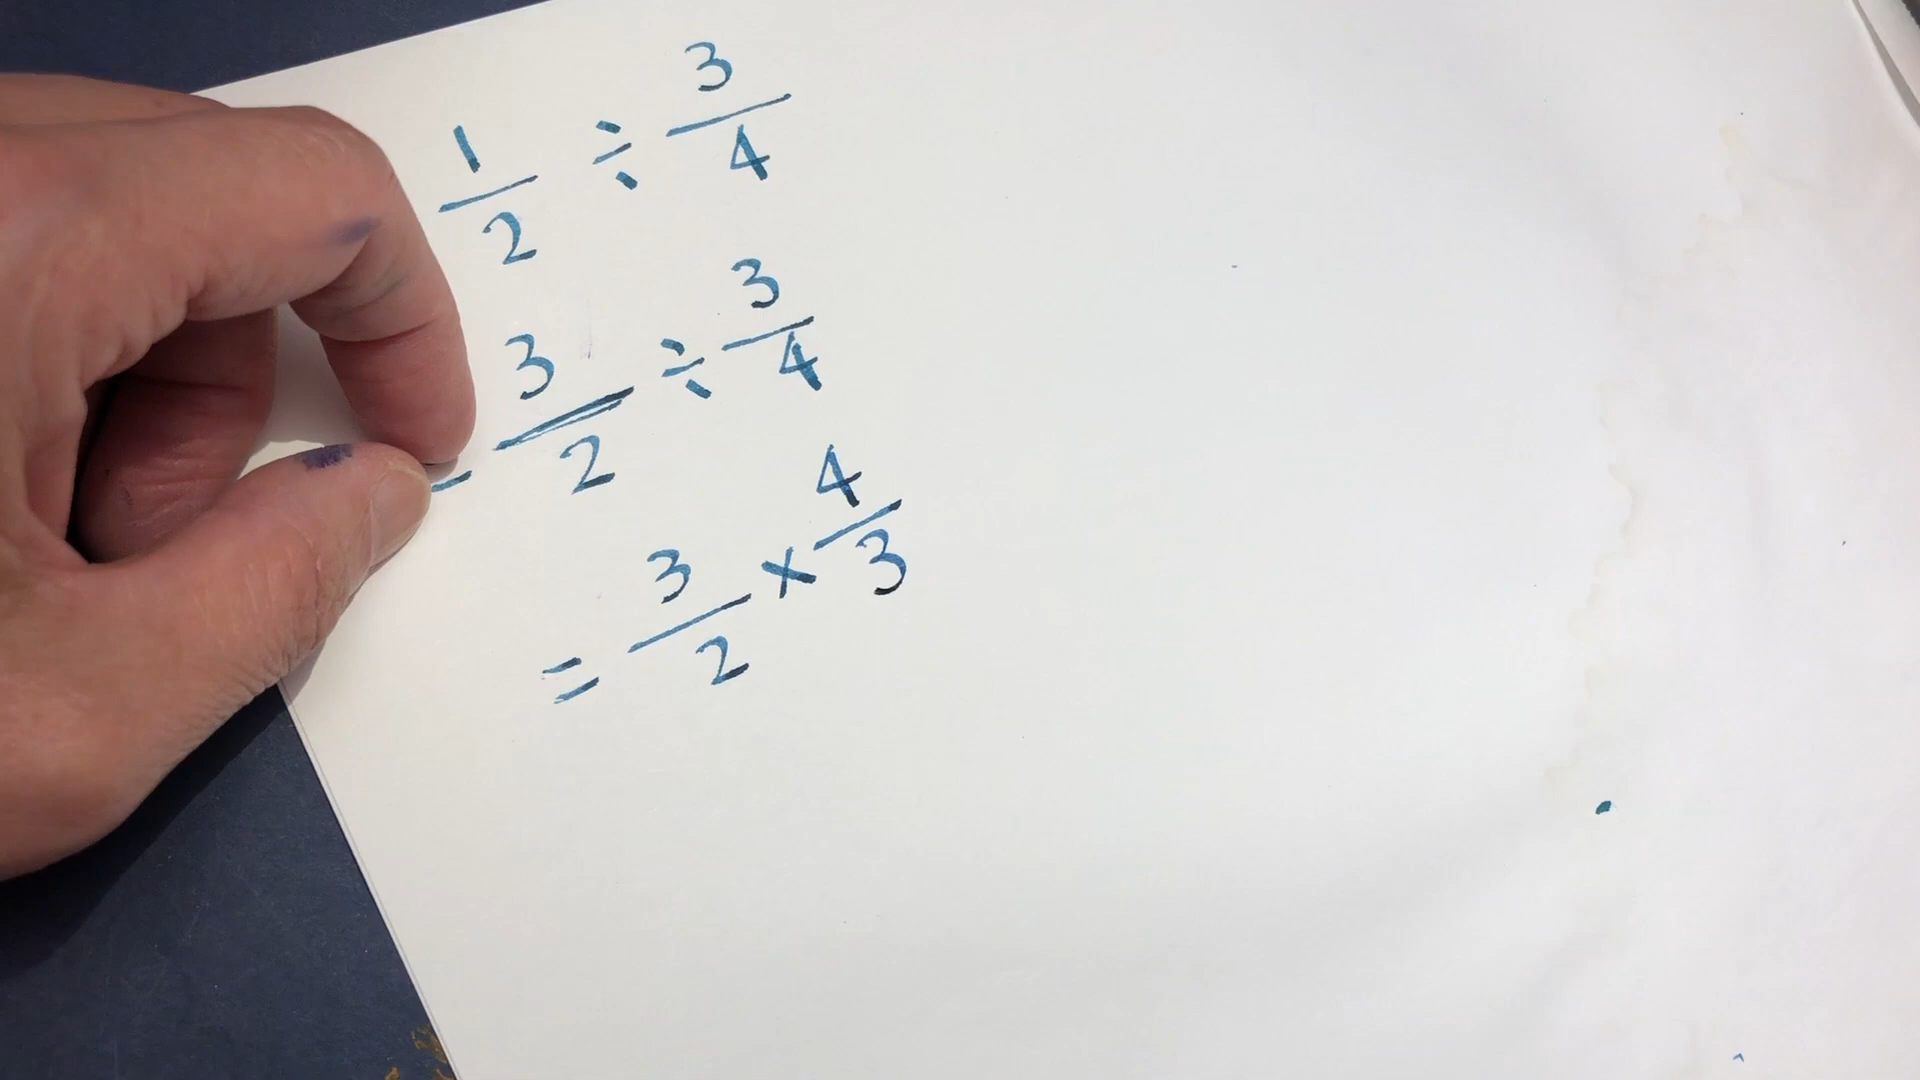 1/2 ÷ 3/4
= 3/2 ÷ 3/4
= 3/2 × 4/3